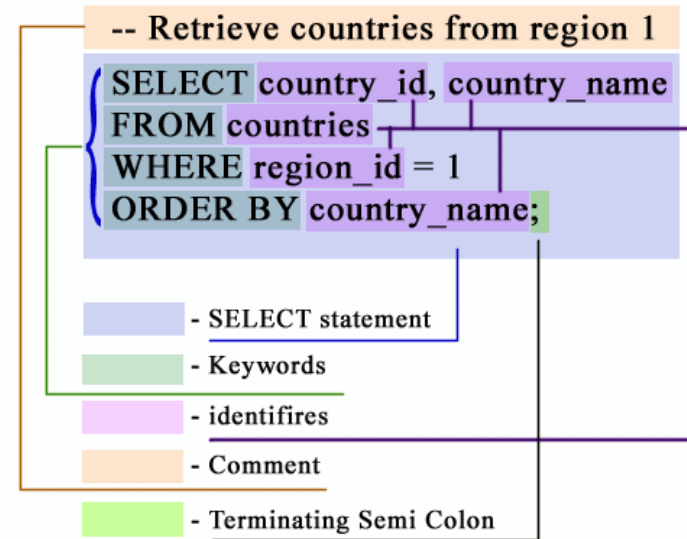 -- Retrieve countries from region 1
SELECT country_id, country_name
FROM countries
WHERE region_id = 1
ORDER BY country_name;
- SELECT statement
- Keywords
- identifires
- Comment
- Terminating Semi Colon